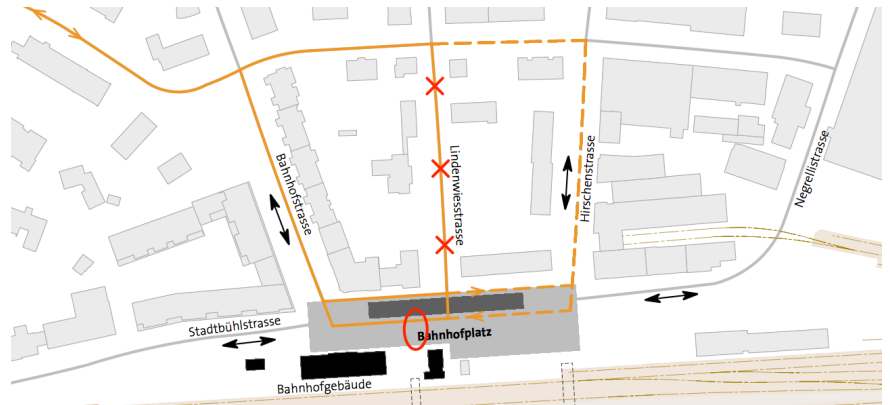 Bahnhofstrasse
Lindenwiesstrasse
Hirschenstrasse
Negrellistrasse
Stadtbühlstrasse
Bahnhofplatz
Bahnhofgebäude